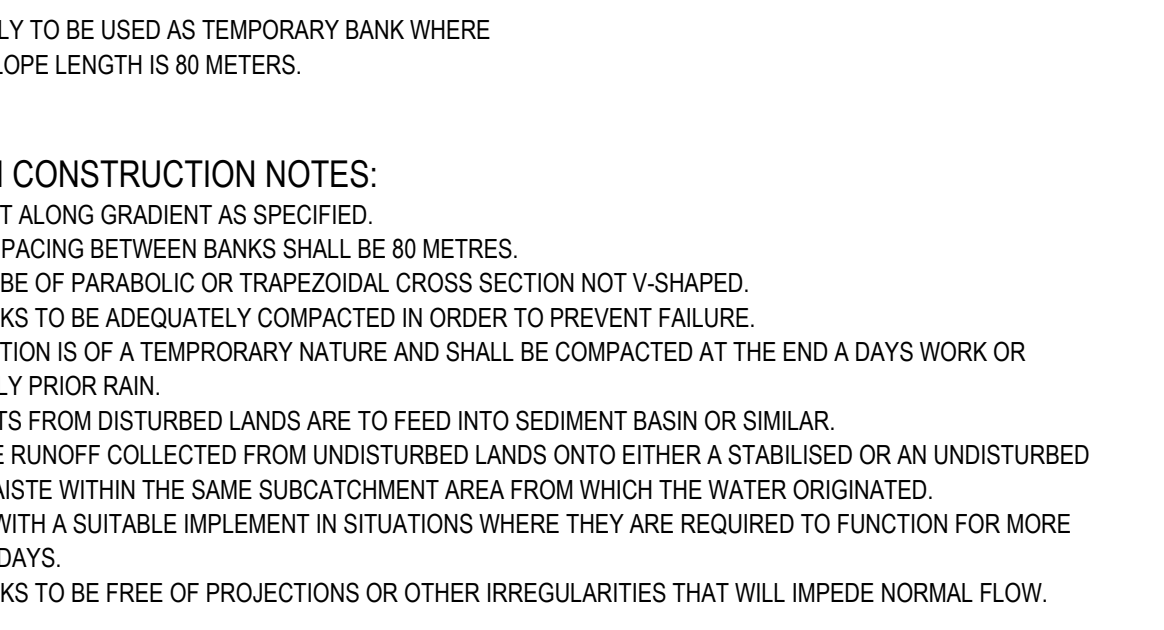 LY TO BE USED AS TEMPORARY BANK WHERE
LOPE LENGTH IS 80 METERS.
CONSTRUCTION NOTES:
T ALONG GRADIENT AS SPECIFIED.
PACING BETWEEN BANKS SHALL BE 80 METRES.
BE OF PARABOLIC OR TRAPEZOIDAL CROSS SECTION NOT V-SHAPED.
KS TO BE ADEQUATELY COMPACTED IN ORDER TO PREVENT FAILURE.
TION IS OF A TEMPRORARY NATURE AND SHALL BE COMPACTED AT THE END A DAYS WORK OR
LY PRIOR RAIN.
TS FROM DISTURBED LANDS ARE TO FEED INTO SEDIMENT BASIN OR SIMILAR.
E RUNOFF COLLECTED FROM UNDISTURBED LANDS ONTO EITHER A STABILISED OR AN UNDISTURBED
AISTE WITHIN THE SAME SUBCATCHMENT AREA FROM WHICH THE WATER ORIGINATED.
WITH A SUITABLE IMPLEMENT IN SITUATIONS WHERE THEY ARE REQUIRED TO FUNCTION FOR MORE
DAYS.
KS TO BE FREE OF PROJECTIONS OR OTHER IRREGULARITIES THAT WILL IMPEDE NORMAL FLOW.